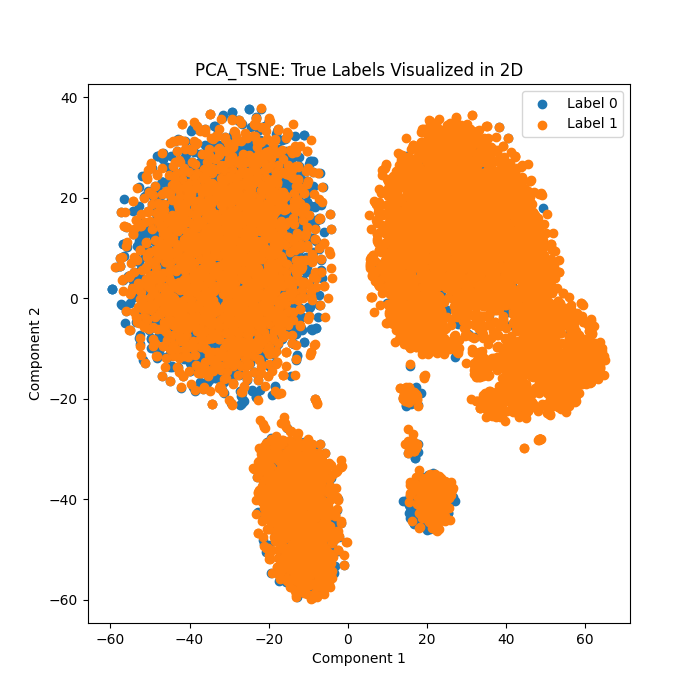 PCA_TSNE: True Labels Visualized in 2D
Label 0
Label 1
40
20
0
−20
−40
−60
Component 2
−60 −40 −20 0 20 40 60
Component 1